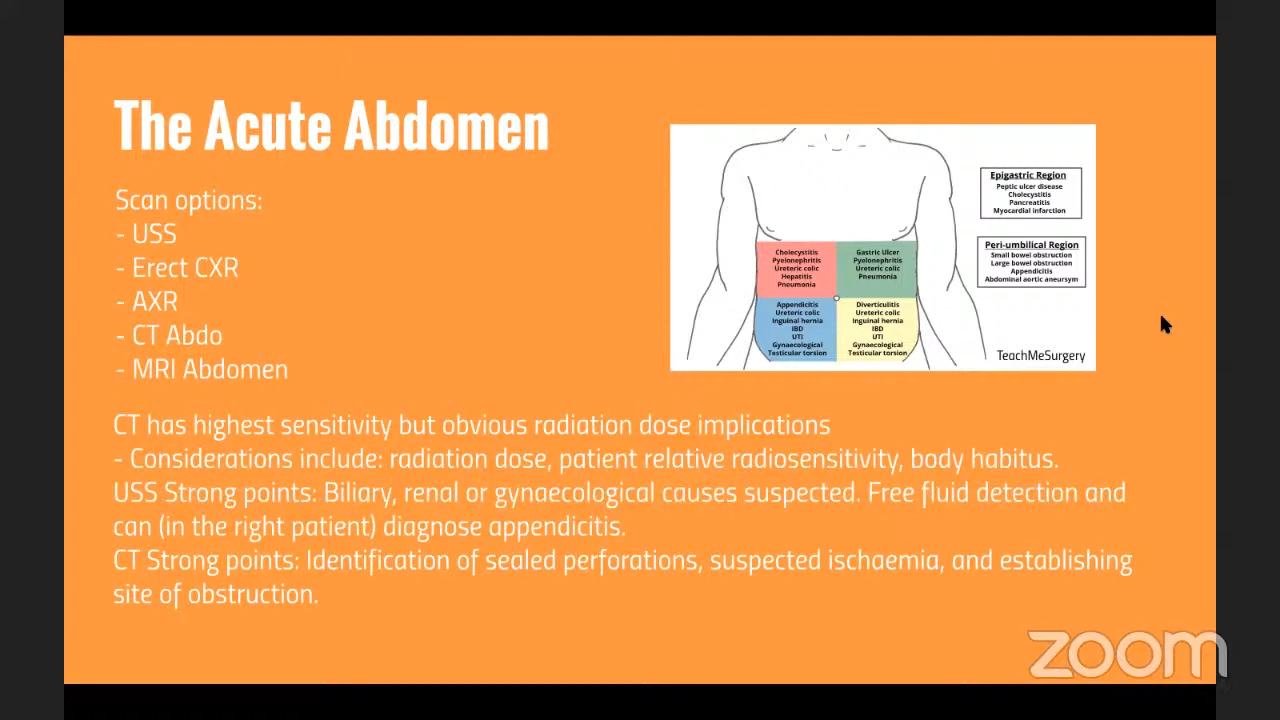 The Acute Abdomen
Scan options:
- USS
- Erect CXR
- AXR
- CT Abdo
- MRI Abdomen
Epigastric Region
Peptic ulcer disease
Cholecystitis
Pancreatitis
Myocardial infarction
Peri-umbilical Region
Small bowel obstruction
Large bowel obstruction
Appendicitis
Abdominal aortic aneursym
Cholecystitis
Pyelonephritis
Ureteric colic
Hepatitis
Pneumonia
Gastric Ulcer
Pyelonephritis
Ureteric colic
Pneumonia
Appendicitis
Ureteric colic
Inguinal hernia
IBD
UTI
Gynaecological
Testicular torsion
Diverticulitis
Ureteric colic
Inguinal hernia
IBD
UTI
Gynaecological
Testicular torsion
TeachMeSurgery
CT has highest sensitivity but obvious radiation dose implications
- Considerations include: radiation dose, patient relative radiosensitivity, body habitus.
USS Strong points: Biliary, renal or gynaecological causes suspected. Free fluid detection and
can (in the right patient) diagnose appendicitis.
CT Strong points: Identification of sealed perforations, suspected ischaemia, and establishing
site of obstruction.
zoom